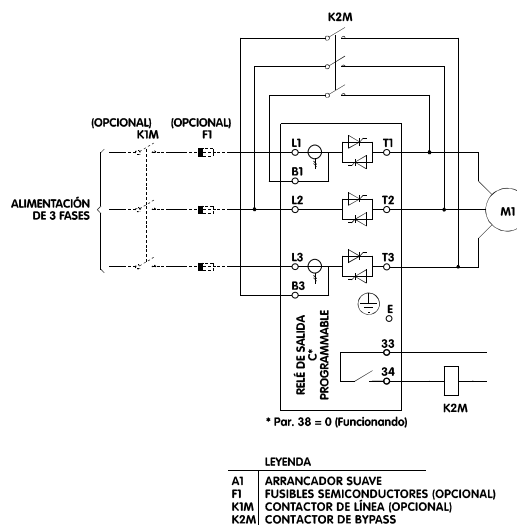 K2M
(OPCIONAL) (OPCIONAL)
K1M F1
L1 T1
B1
ALIMENTACIÓN
DE 3 FASES
L2 T2
M1
L3 T3
B3
E
RELÉ DE SALIDA
C*
PROGRAMMABLE
33
34
K2M
* Par. 38 = 0 (Funcionando)
LEYENDA
A1 ARRANCADOR SUAVE
F1 FUSIBLES SEMICONDUCTORES (OPCIONAL)
K1M CONTACTOR DE LÍNEA (OPCIONAL)
K2M CONTACTOR DE BYPASS